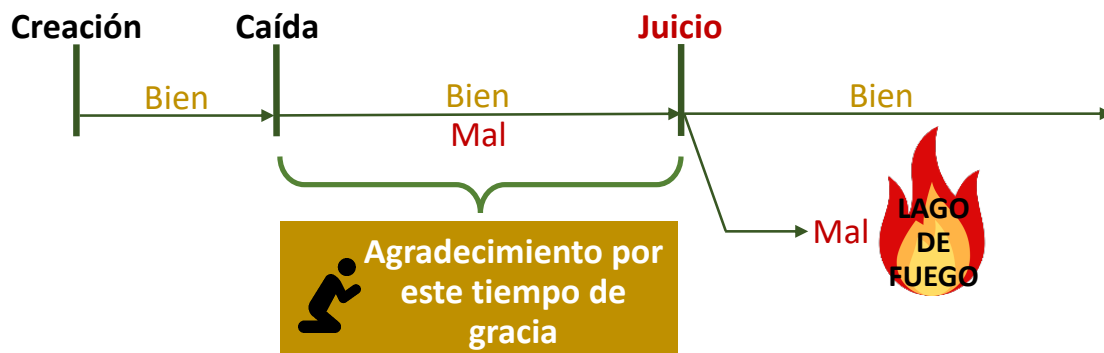 Creación
Caída
Juicio
Bien
Bien
Mal
Bien
Mal
LAGO
DE
FUEGO
Agradecimiento por
este tiempo de
gracia